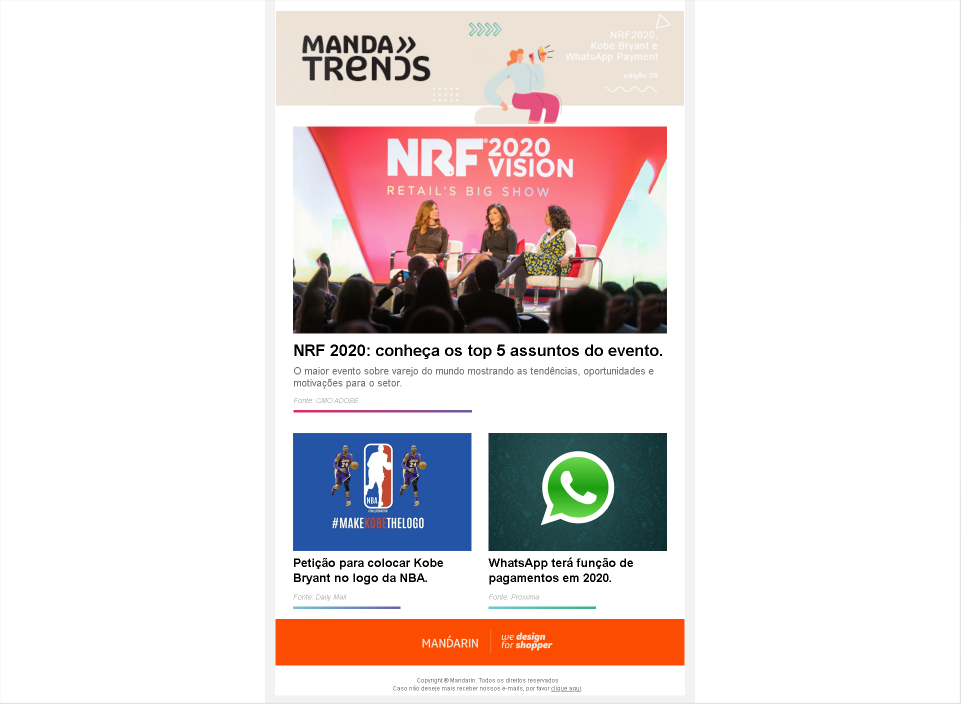 MANDA
TRENDS
NRF2020,
Kobe Bryant e
WhatsApp Payment
edição 58
NRF® 2020
VISION
RETAIL'S BIG SHOW
NRF 2020: conheça os top 5 assuntos do evento.
O maior evento sobre varejo do mundo mostrando as tendências, oportunidades e
motivações para o setor.
Fonte: CMO ADOBE
24
24
NBA
#MAKEKOBETHELOGO
Petição para colocar Kobe
Bryant no logo da NBA.
Fonte: Daily Mail
WhatsApp terá função de
pagamentos em 2020.
Fonte: Proxxima
MANDARIN
we design
for shopper
Copyright ® Mandarin. Todos os direitos reservados
Caso não deseje mais receber nossos e-mails, por favor clique aqui.